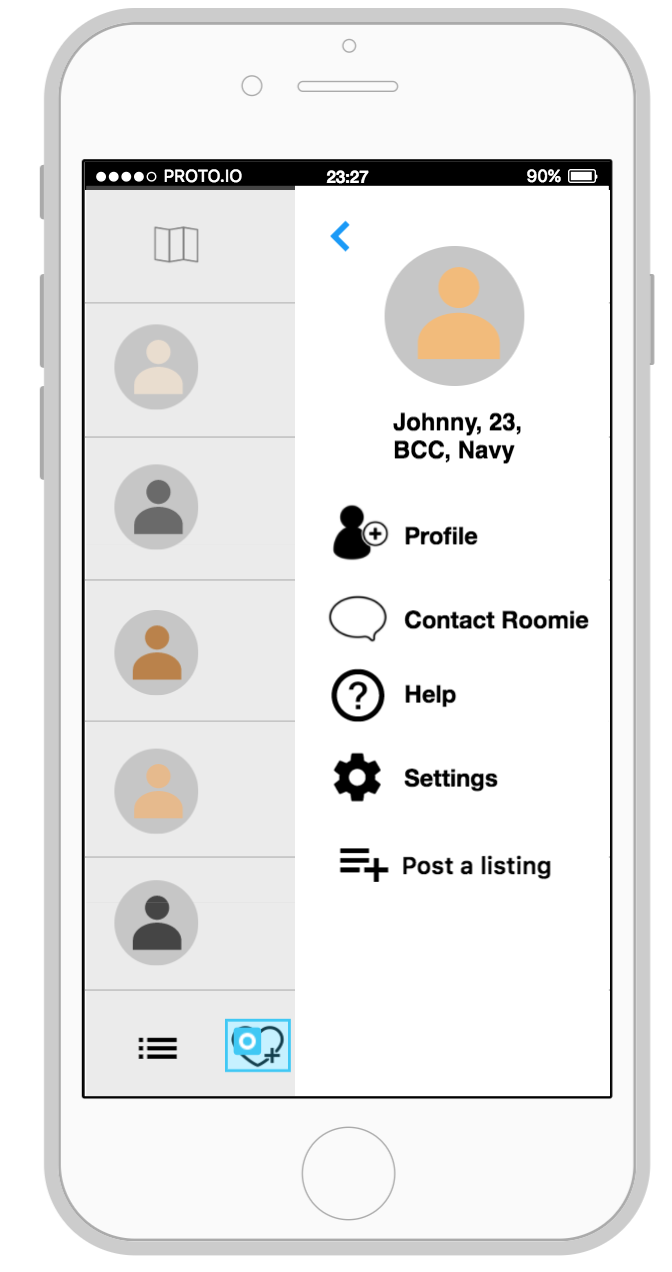 PROTO.IO 23:27 90%
Johnny, 23,
BCC, Navy
Profile
Contact Roomie
Help
Settings
Post a listing